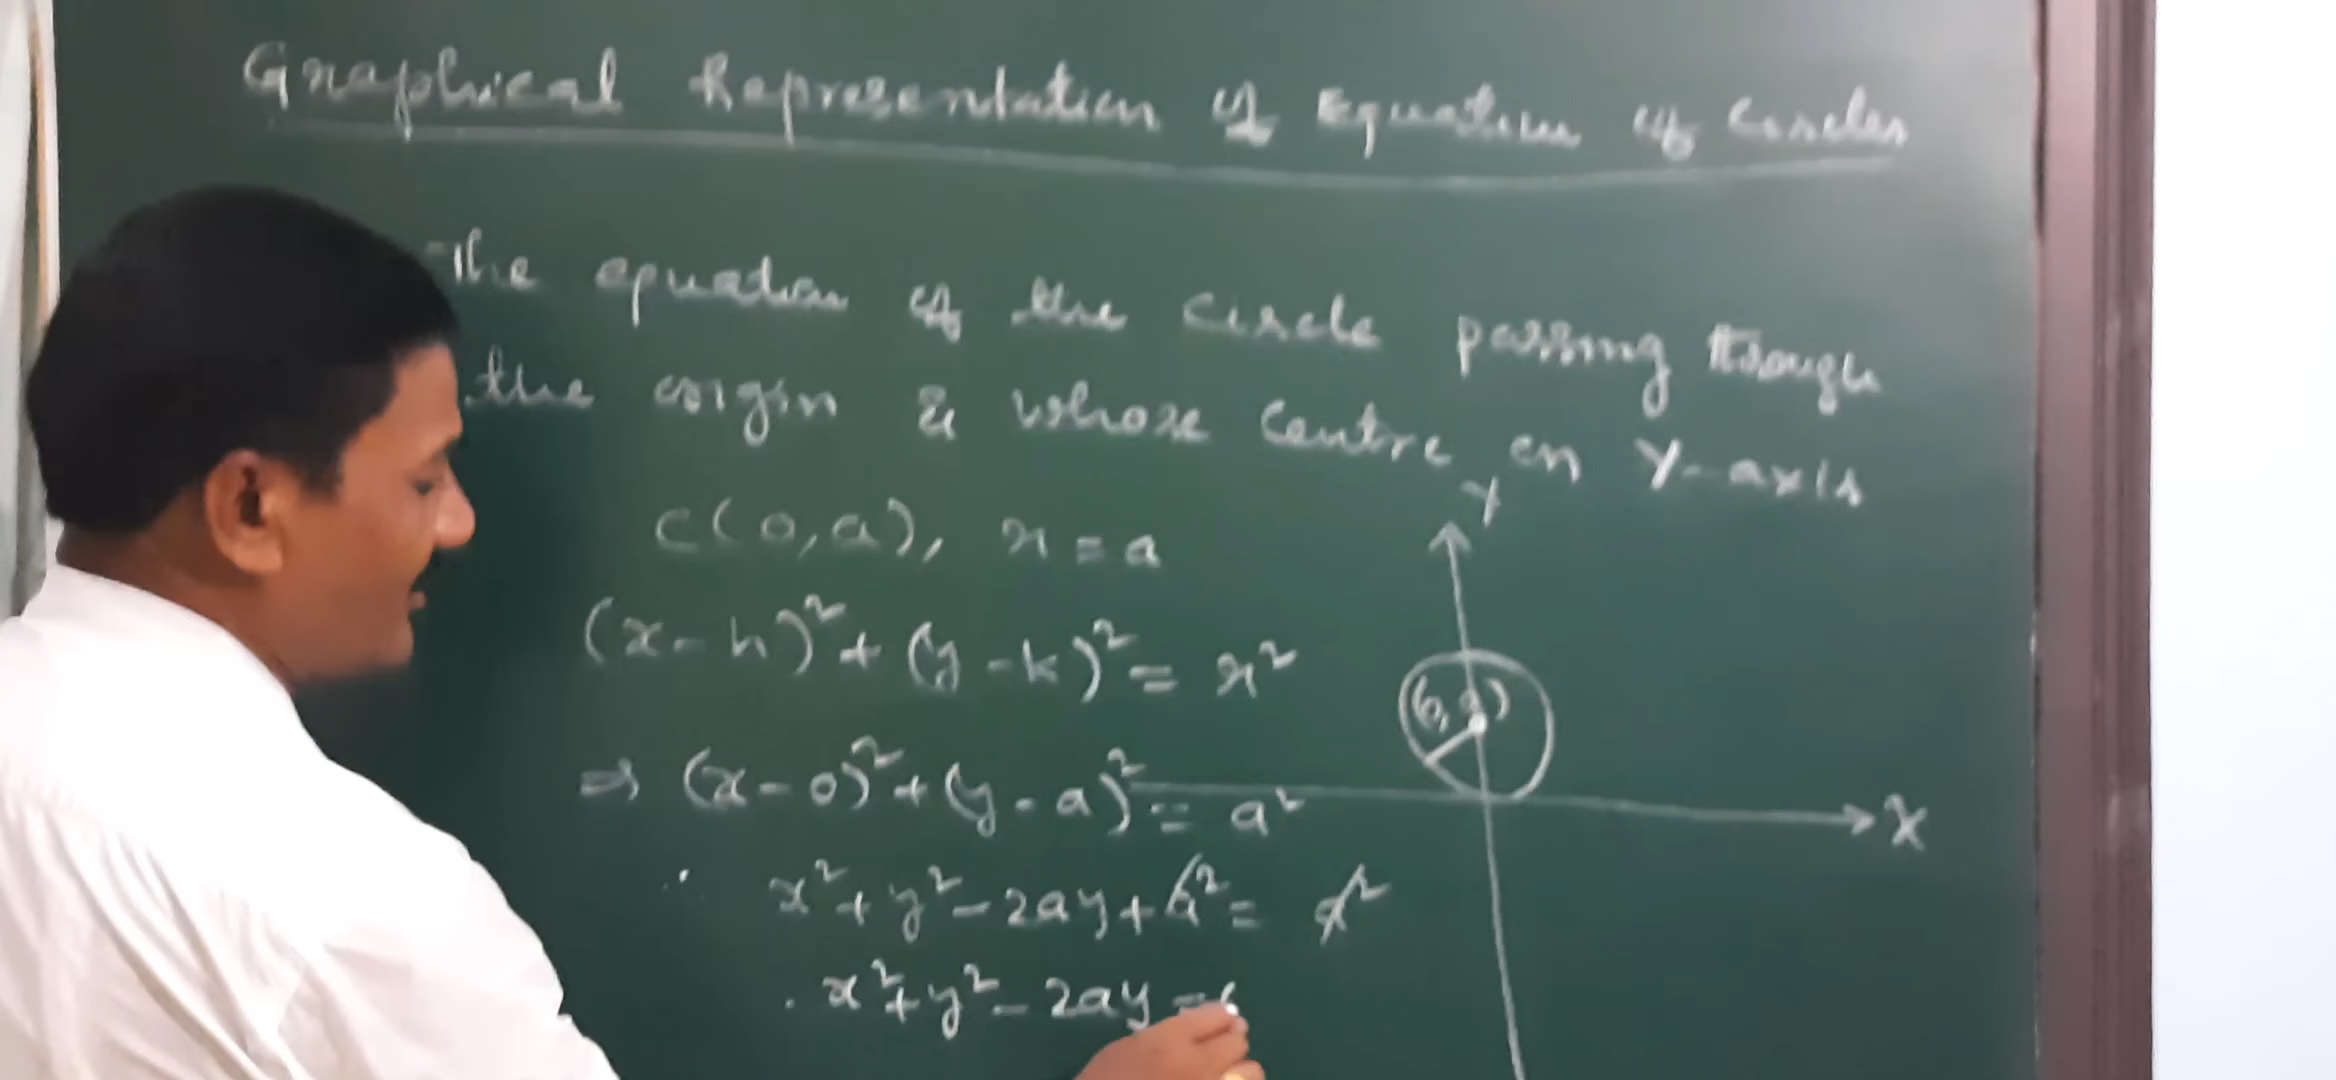 Graphical Representation of Equation of Circles
The equation of the circle passing through
the origin & whose centre on Y-axis
C(0,a), r = a
(x-h)²+(y-k)² = r²
⇒ (x-0)²+(y-a)² = a²
x²+y²-2ay+a² = a²
x²+y²-2ay =
Y
(0,a)
X